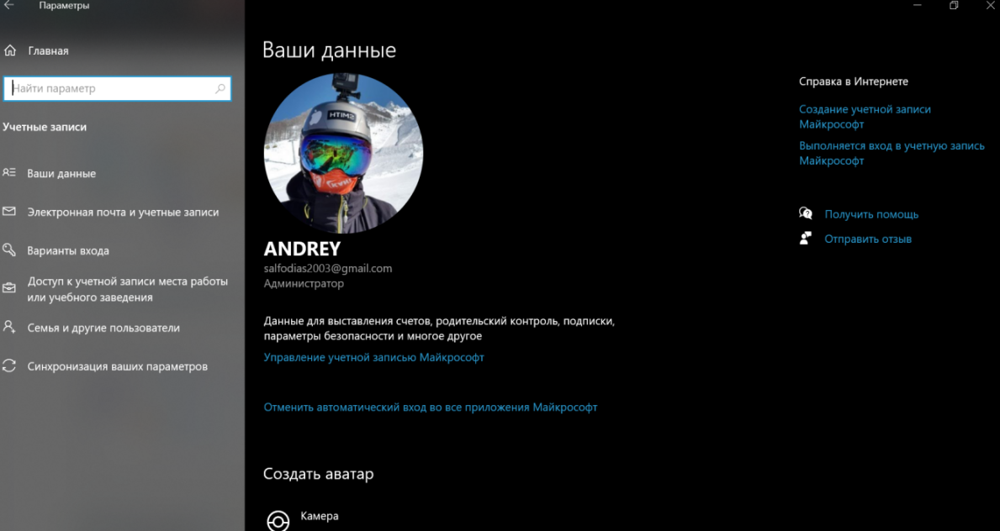 Параметры
Главная
Найти параметр
Учетные записи
Ваши данные
Электронная почта и учетные записи
Варианты входа
Доступ к учетной записи места работы
или учебного заведения
Семья и другие пользователи
Синхронизация ваших параметров
Ваши данные
ANDREY
salfodias2003@gmail.com
Администратор
Данные для выставления счетов, родительский контроль, подписки,
параметры безопасности и многое другое
Управление учетной записью Майкрософт
Отменить автоматический вход во все приложения Майкрософт
Создать аватар
Камера
Справка в Интернете
Создание учетной записи
Майкрософт
Выполняется вход в учетную запись
Майкрософт
Получить помощь
Отправить отзыв